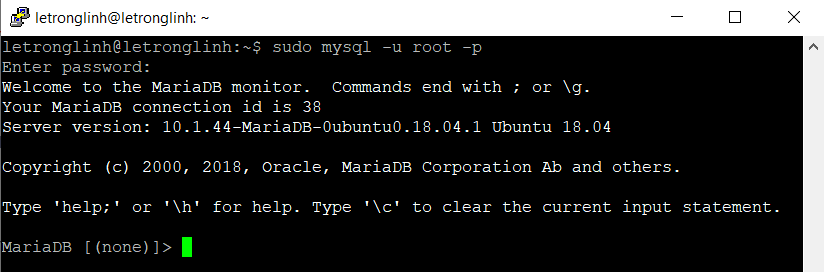 letronglinh@letronglinh: ~
letronglinh@letronglinh:~$ sudo mysql -u root -p
Enter password:
Welcome to the MariaDB monitor.  Commands end with ; or \g.
Your MariaDB connection id is 38
Server version: 10.1.44-MariaDB-0ubuntu0.18.04.1 Ubuntu 18.04
Copyright (c) 2000, 2018, Oracle, MariaDB Corporation Ab and others.
Type 'help;' or '\h' for help. Type '\c' to clear the current input statement.
MariaDB [(none)]>